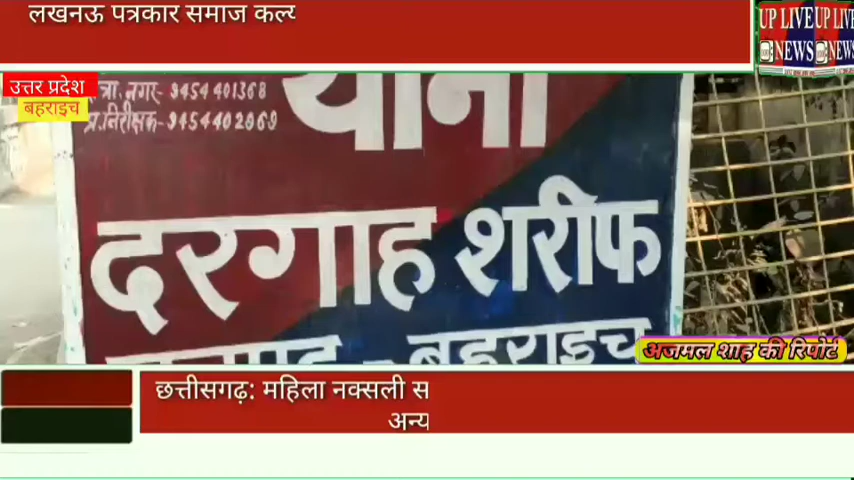 लखनऊ पत्रकार समाज कल्य
UP LIVE UP LIVE
NEWS NEWS
उत्तर प्रदेश
बहराइच
नगर- 9454401368
प्र.निरीक्षक-9454402069
थाना
दरगाह शरीफ
जनपद - बहराइच
अजमल शाह की रिपोर्ट
छत्तीसगढ़: महिला नक्सली स
अन्य